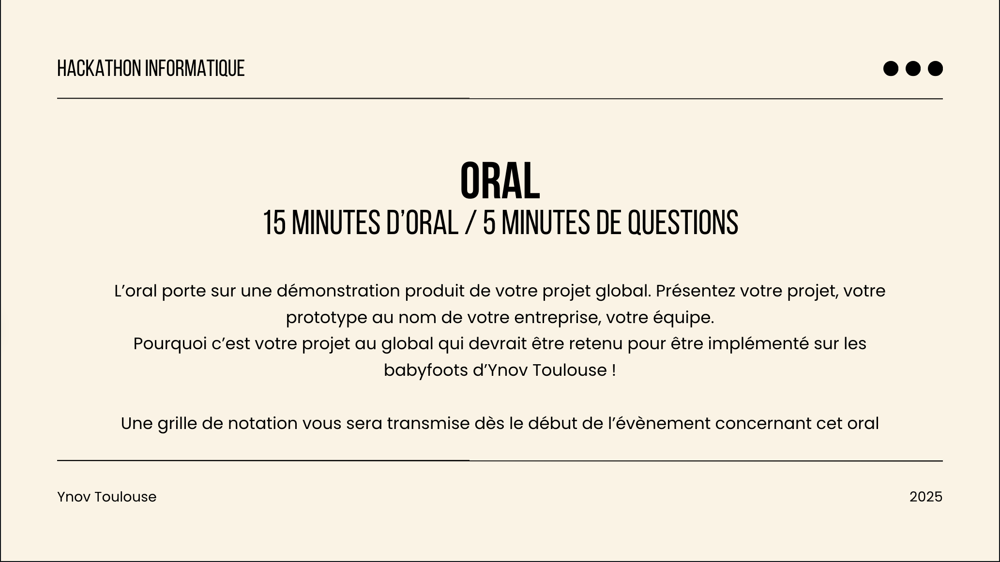 HACKATHON INFORMATIQUE
ORAL
15 MINUTES D’ORAL / 5 MINUTES DE QUESTIONS
L’oral porte sur une démonstration produit de votre projet global. Présentez votre projet, votre
prototype au nom de votre entreprise, votre équipe.
Pourquoi c’est votre projet au global qui devrait être retenu pour être implémenté sur les
babyfoots d’Ynov Toulouse !
Une grille de notation vous sera transmise dès le début de l’évènement concernant cet oral
Ynov Toulouse
2025